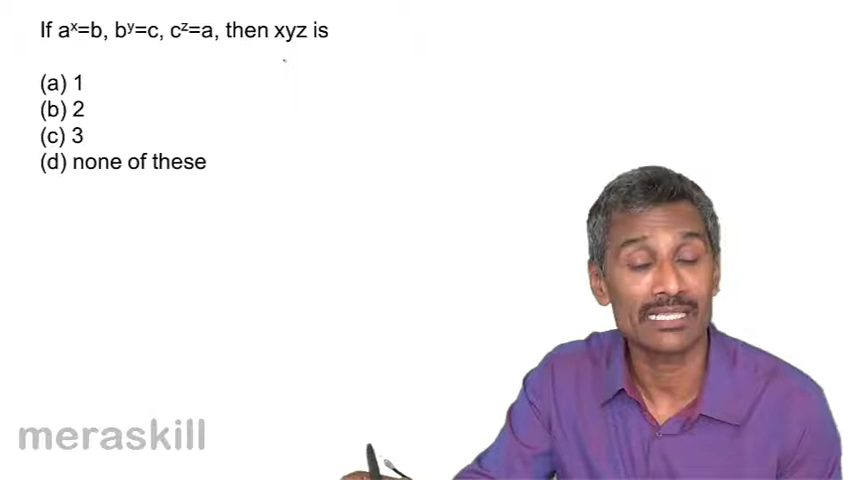 If aˣ=b, bʸ=c, cᶻ=a, then xyz is
(a) 1
(b) 2
(c) 3
(d) none of these
meraskill